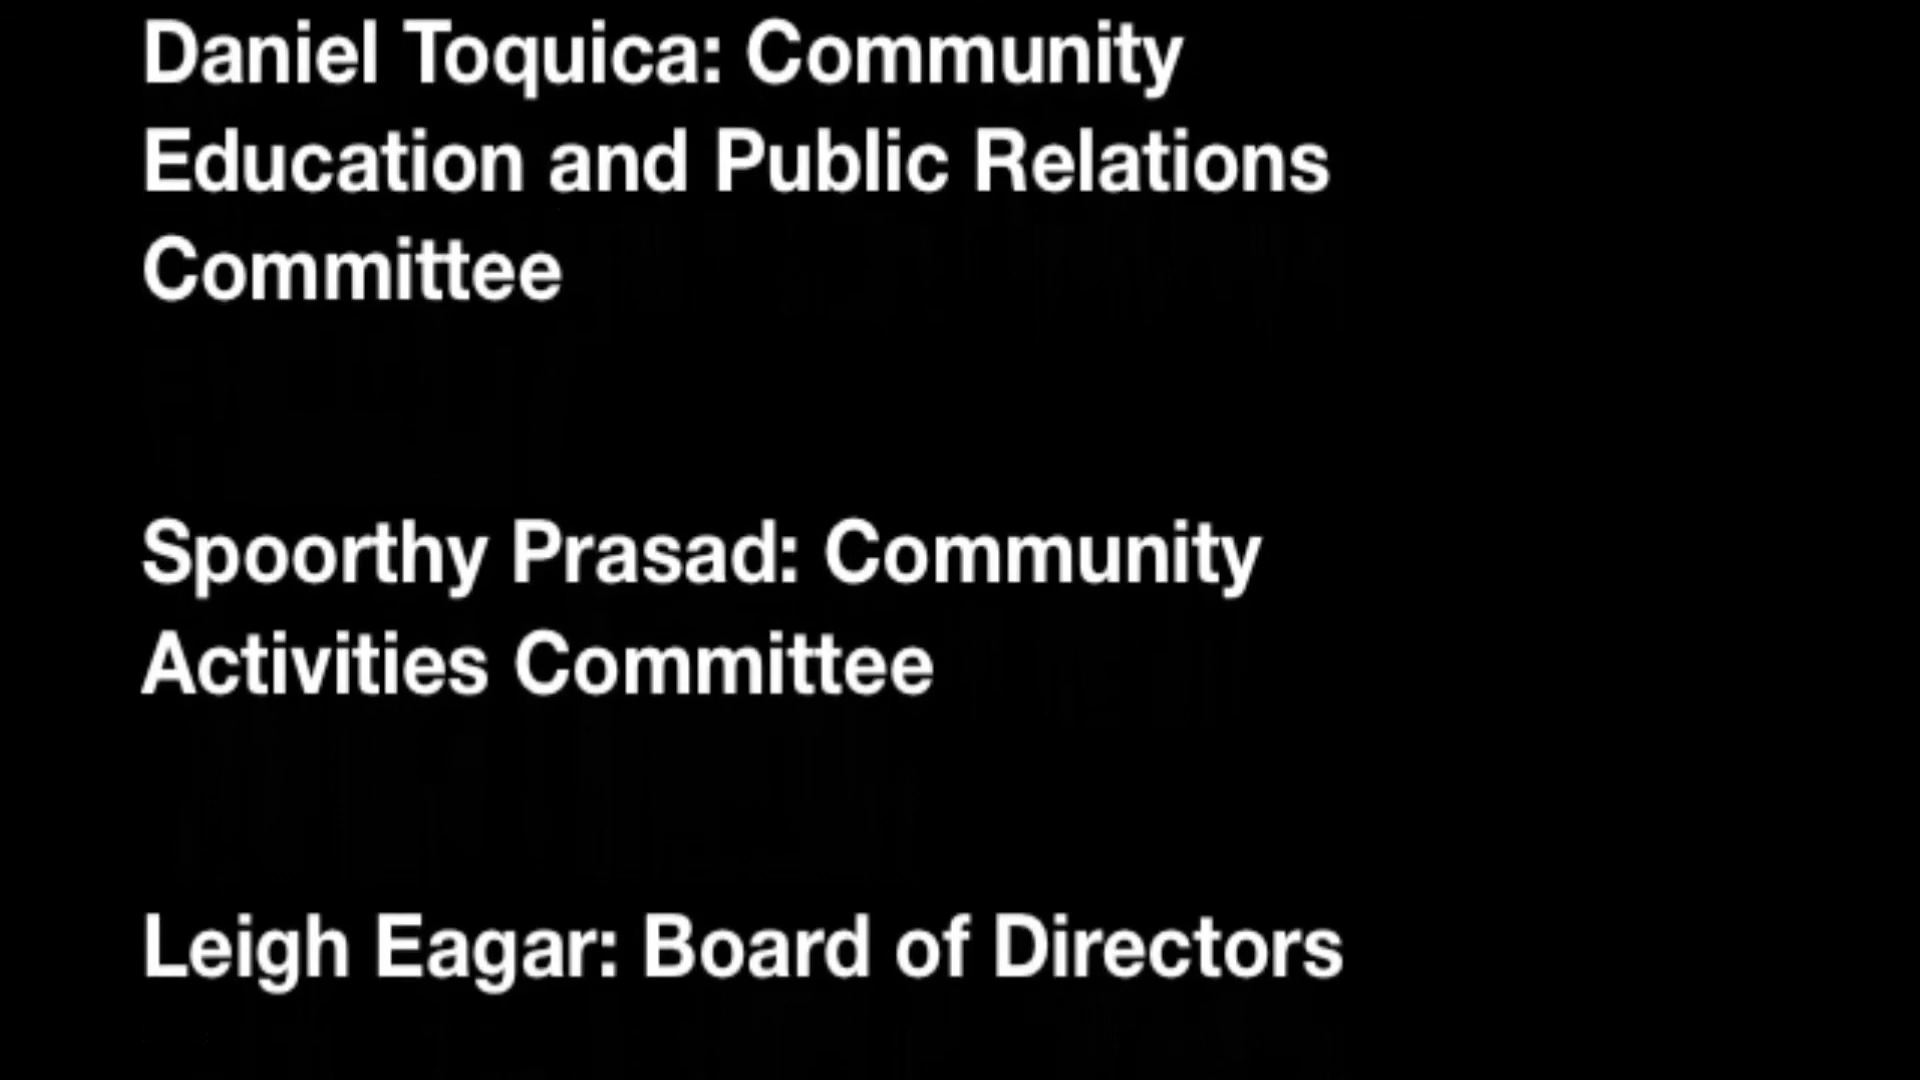 Daniel Toquica: Community
Education and Public Relations
Committee
Spoorthy Prasad: Community
Activities Committee
Leigh Eagar: Board of Directors